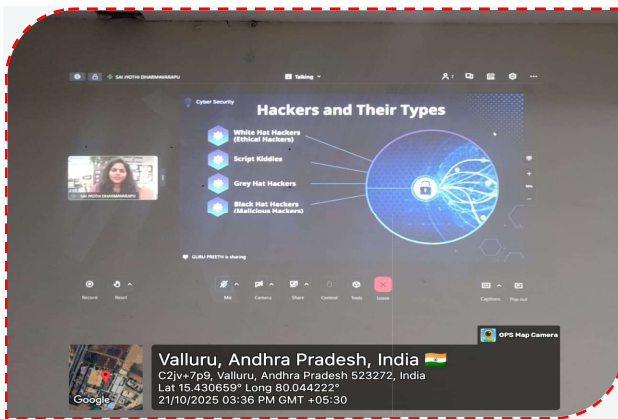 SAI JYOTHI DHARMAVARAPU
Talking
7
Cyber Security
Hackers and Their Types
White Hat Hackers
(Ethical Hackers)
Script Kiddies
Grey Hat Hackers
Black Hat Hackers
(Malicious Hackers)
SAI JYOTHI DHARMAVARAPU
GURU PREETH is sharing
Record
React
Mic
Camera
Share
Control
Tools
Leave
Captions
Pop out
GPS Map Camera
Google
Valluru, Andhra Pradesh, India
C2jv+7p9, Valluru, Andhra Pradesh 523272, India
Lat 15.430659° Long 80.044222°
21/10/2025 03:36 PM GMT +05:30